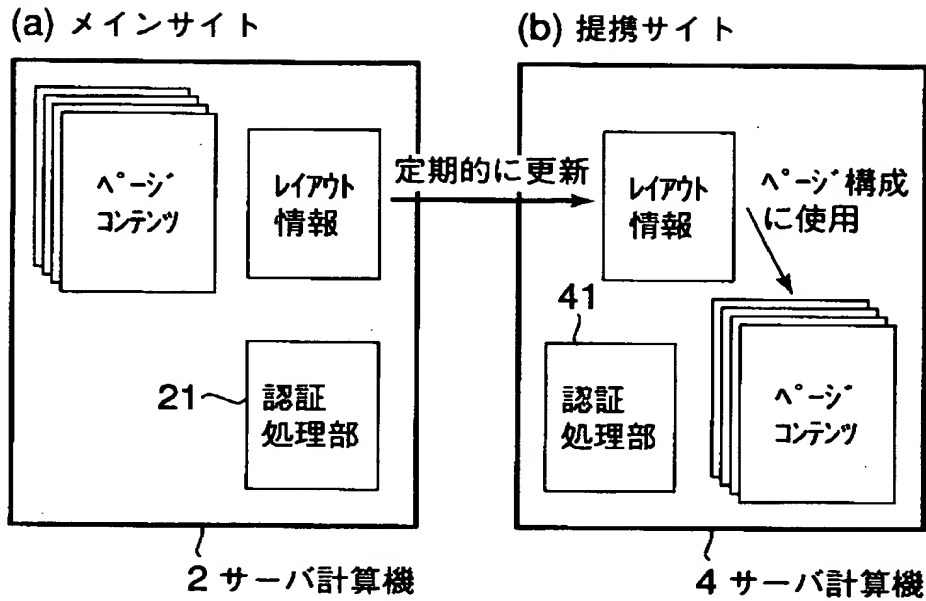 (a) メインサイト
ページ
コンテンツ
レイアウト
情報
21
認証
処理部
2 サーバ計算機
定期的に更新
(b) 提携サイト
レイアウト
情報
ページ構成
に使用
41
認証
処理部
ページ
コンテンツ
4 サーバ計算機